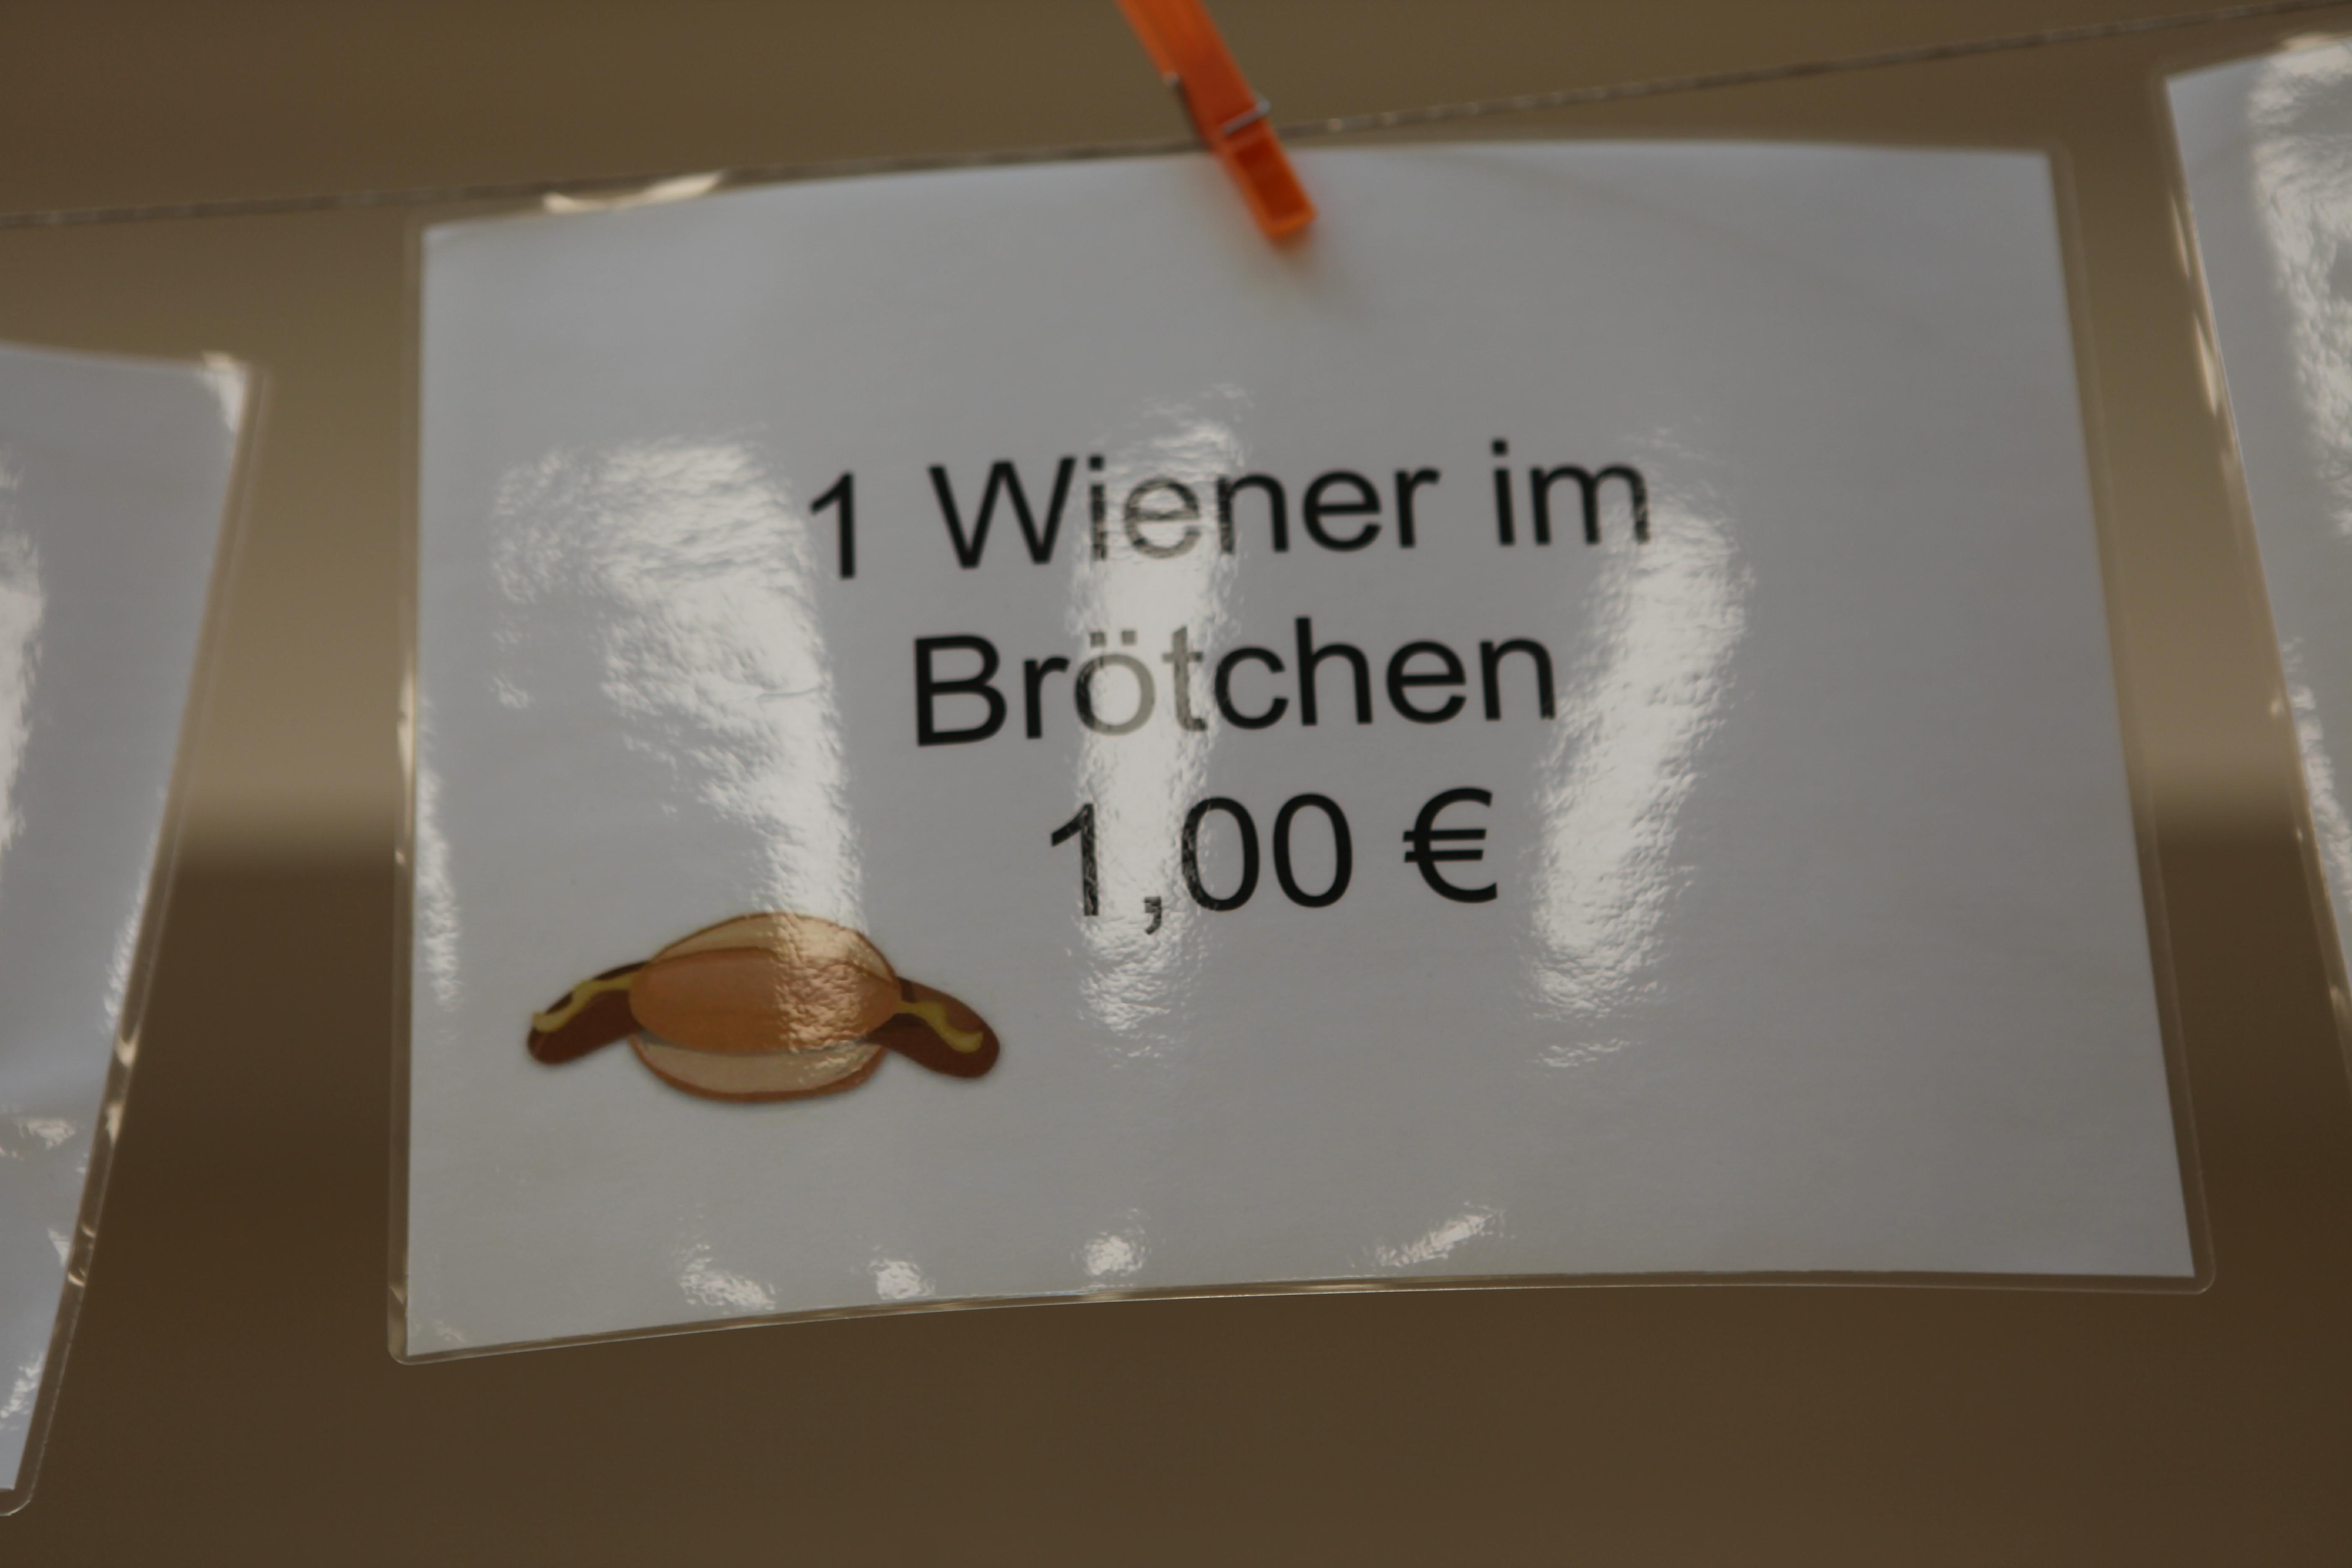 1 Wiener im
Brötchen
1,00 €